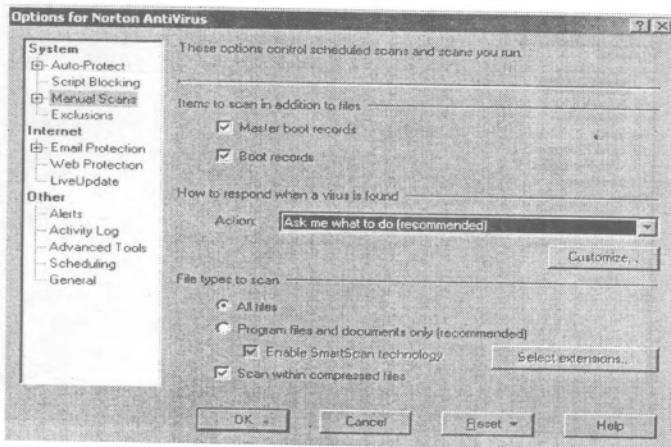 Options for Norton AntiVirus
System
Auto-Protect
Script Blocking
Manual Scans
Exclusions
Internet
Email Protection
Web Protection
LiveUpdate
Other
Alerts
Activity Log
Advanced Tools
Scheduling
General
These options control scheduled scans and scans you run.
Items to scan in addition to files
Master boot records
Boot records
How to respond when a virus is found
Action: Ask me what to do (recommended)
Customize...
File types to scan
All files
Program files and documents only (recommended)
Enable SmartScan technology
Select extensions...
Scan within compressed files
OK
Cancel
Reset
Help